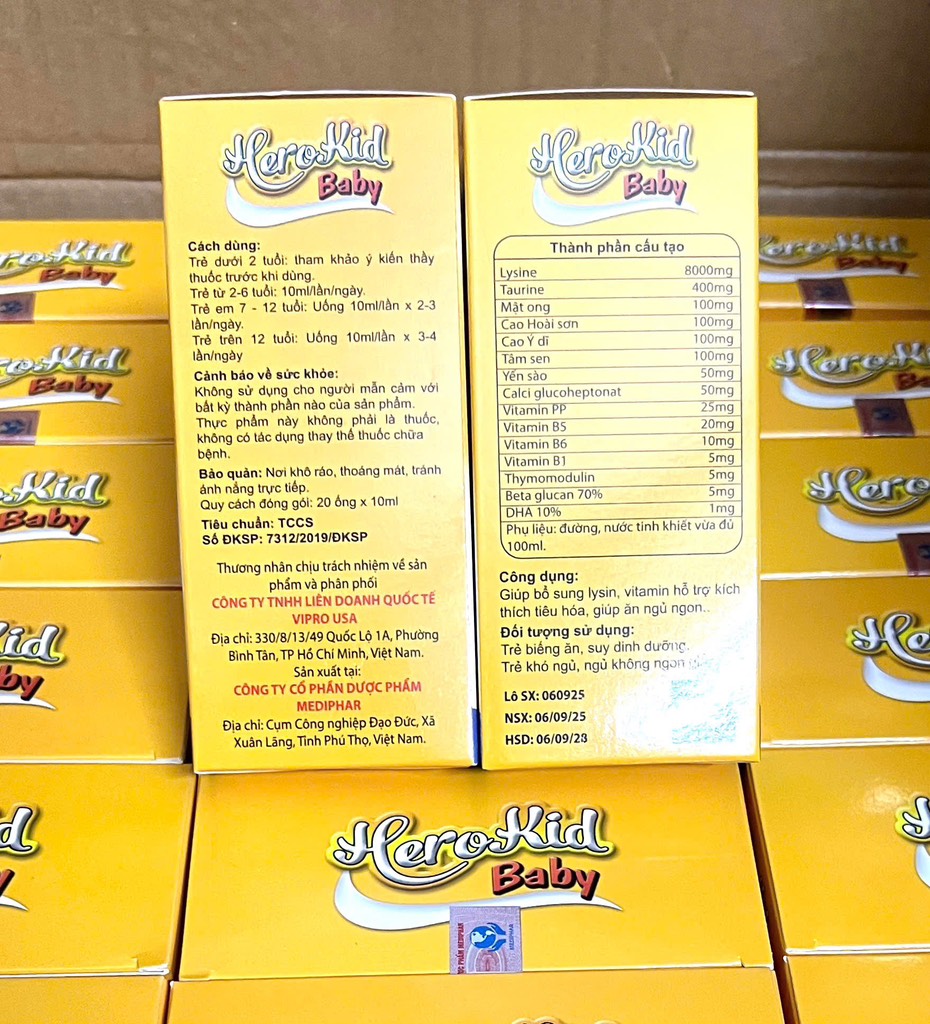 HeroKid
Baby
Cách dùng:
Trẻ dưới 2 tuổi: tham khảo ý kiến thầy
thuốc trước khi dùng.
Trẻ từ 2-6 tuổi: 10ml/lần/ngày.
Trẻ em 7 - 12 tuổi: Uống 10ml/lần x 2-3
lần/ngày.
Trẻ trên 12 tuổi: Uống 10ml/lần x 3-4
lần/ngày
Cảnh báo về sức khỏe:
Không sử dụng cho người mẫn cảm với
bất kỳ thành phần nào của sản phẩm.
Thực phẩm này không phải là thuốc,
không có tác dụng thay thế thuốc chữa
bệnh.
Bảo quản: Nơi khô ráo, thoáng mát, tránh
ánh nắng trực tiếp.
Quy cách đóng gói: 20 ống x 10ml
Tiêu chuẩn: TCCS
Số ĐKSP: 7312/2019/ĐKSP
Thương nhân chịu trách nhiệm về sản
phẩm và phân phối
CÔNG TY TNHH LIÊN DOANH QUỐC TẾ
VIPRO USA
Địa chỉ: 330/8/13/49 Quốc Lộ 1A, Phường
Bình Tân, TP Hồ Chí Minh, Việt Nam.
Sản xuất tại:
CÔNG TY CỔ PHẦN DƯỢC PHẨM
MEDIPHAR
Địa chỉ: Cụm Công nghiệp Đạo Đức, Xã
Xuân Lãng, Tỉnh Phú Thọ, Việt Nam.
HeroKid
Baby
Thành phần cấu tạo
Lysine 8000mg
Taurine 400mg
Mật ong 100mg
Cao Hoài sơn 100mg
Cao Ý dĩ 100mg
Tâm sen 100mg
Yến sào 50mg
Calci glucoheptonat 50mg
Vitamin PP 25mg
Vitamin B5 20mg
Vitamin B6 10mg
Vitamin B1 5mg
Thymomodulin 5mg
Beta glucan 70% 5mg
DHA 10% 1mg
Phụ liệu: đường, nước tinh khiết vừa đủ
100ml.
Công dụng:
Giúp bổ sung lysin, vitamin hỗ trợ kích
thích tiêu hóa, giúp ăn ngủ ngon..
Đối tượng sử dụng:
Trẻ biếng ăn, suy dinh dưỡng.
Trẻ khó ngủ, ngủ không ngon
Lô SX: 060925
NSX: 06/09/25
HSD: 06/09/28
HeroKid
Baby
MEDIPHAR